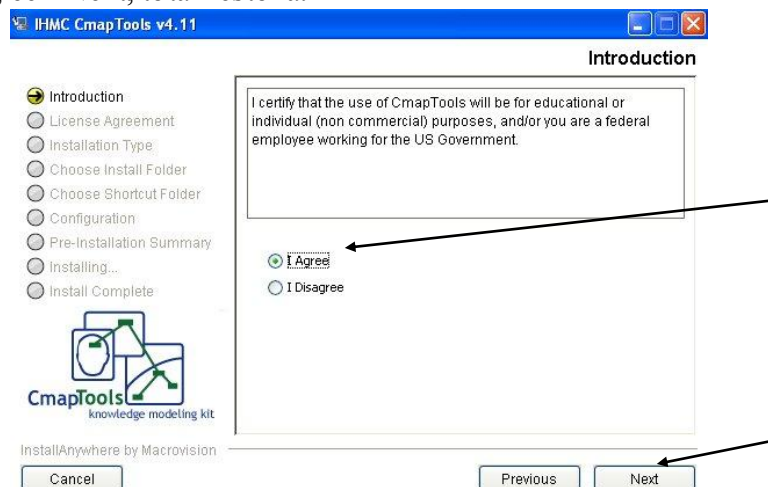 IHMC CmapTools v4.11
Introduction
Introduction
License Agreement
Installation Type
Choose Install Folder
Choose Shortcut Folder
Configuration
Pre-Installation Summary
Installing...
Install Complete
I certify that the use of CmapTools will be for educational or
individual (non commercial) purposes, and/or you are a federal
employee working for the US Government.
I Agree
I Disagree
CmapTools
knowledge modeling kit
InstallAnywhere by Macrovision
Cancel
Previous
Next